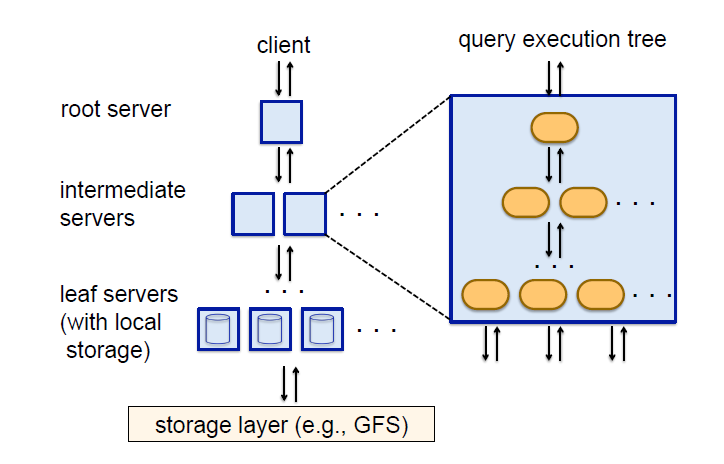 client
query execution tree
root server
intermediate
servers
. . .
. . .
. . .
. . .
leaf servers
(with local
storage)
. . .
. . .
storage layer (e.g., GFS)